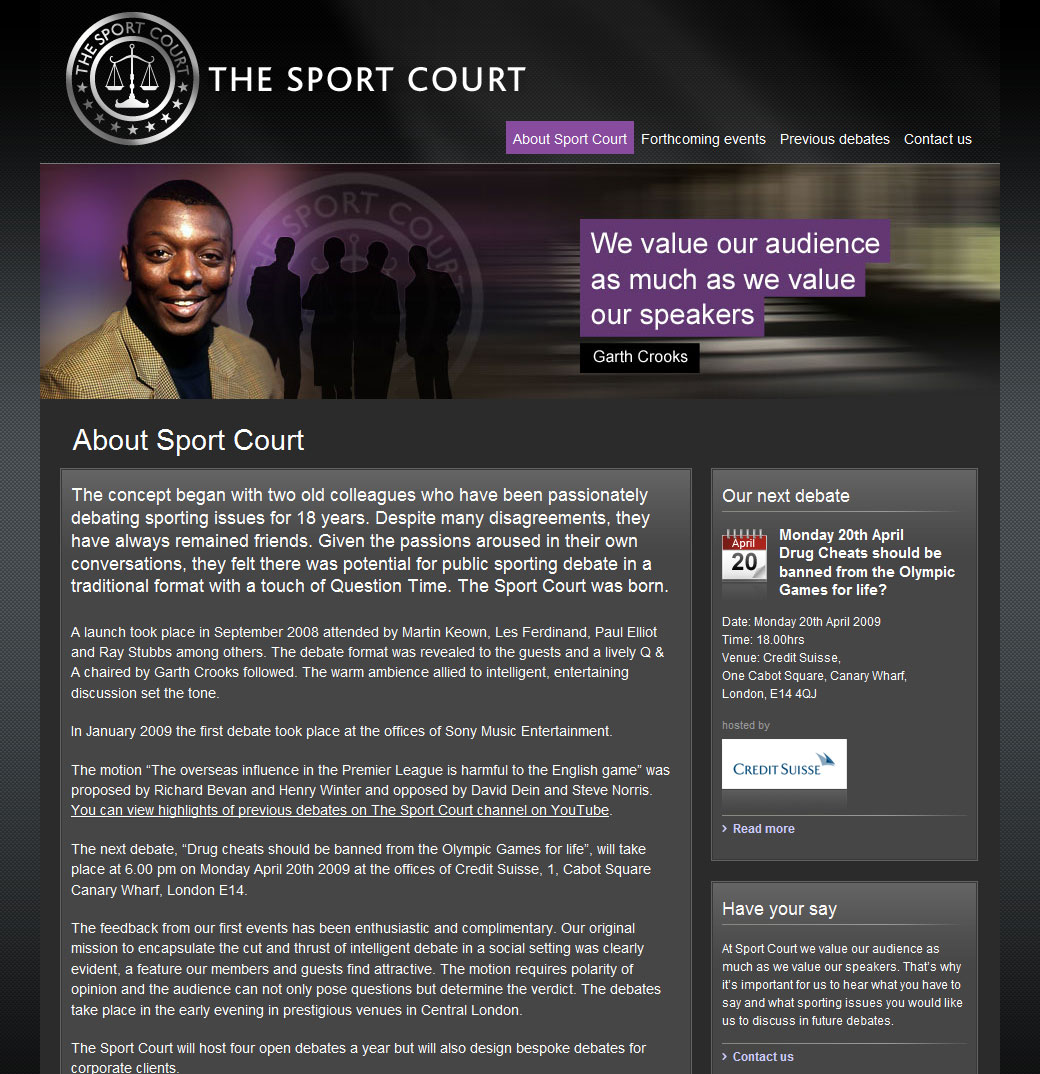 THE SPORT COURT
THE SPORT COURT
About Sport Court
Forthcoming events
Previous debates
Contact us
THE SPORT COURT
We value our audience
as much as we value
our speakers
Garth Crooks
About Sport Court
The concept began with two old colleagues who have been passionately
debating sporting issues for 18 years. Despite many disagreements, they
have always remained friends. Given the passions aroused in their own
conversations, they felt there was potential for public sporting debate in a
traditional format with a touch of Question Time. The Sport Court was born.
A launch took place in September 2008 attended by Martin Keown, Les Ferdinand, Paul Elliot
and Ray Stubbs among others. The debate format was revealed to the guests and a lively Q &
A chaired by Garth Crooks followed. The warm ambience allied to intelligent, entertaining
discussion set the tone.
In January 2009 the first debate took place at the offices of Sony Music Entertainment.
The motion “The overseas influence in the Premier League is harmful to the English game” was
proposed by Richard Bevan and Henry Winter and opposed by David Dein and Steve Norris.
You can view highlights of previous debates on The Sport Court channel on YouTube.
The next debate, “Drug cheats should be banned from the Olympic Games for life”, will take
place at 6.00 pm on Monday April 20th 2009 at the offices of Credit Suisse, 1, Cabot Square
Canary Wharf, London E14.
The feedback from our first events has been enthusiastic and complimentary. Our original
mission to encapsulate the cut and thrust of intelligent debate in a social setting was clearly
evident, a feature our members and guests find attractive. The motion requires polarity of
opinion and the audience can not only pose questions but determine the verdict. The debates
take place in the early evening in prestigious venues in Central London.
The Sport Court will host four open debates a year but will also design bespoke debates for
corporate clients.
Our next debate
April
20
Monday 20th April
Drug Cheats should be
banned from the Olympic
Games for life?
Date: Monday 20th April 2009
Time: 18.00hrs
Venue: Credit Suisse,
One Cabot Square, Canary Wharf,
London, E14 4QJ
hosted by
CREDIT SUISSE
› Read more
Have your say
At Sport Court we value our audience as
much as we value our speakers. That's why
it's important for us to hear what you have to
say and what sporting issues you would like
us to discuss in future debates.
› Contact us